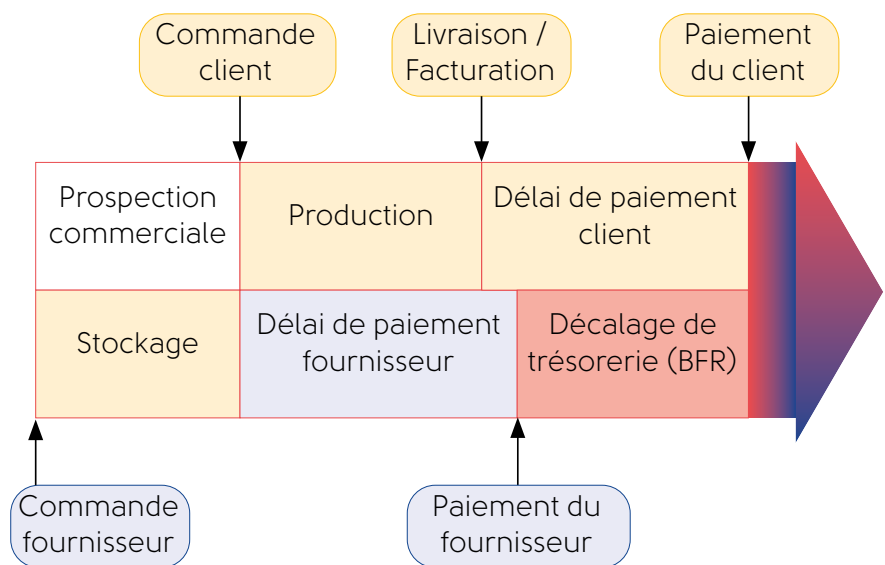 Commande
client
Livraison /
Facturation
Paiement
du client
Prospection
commerciale
Production
Délai de paiement
client
Stockage
Délai de paiement
fournisseur
Décalage de
trésorerie (BFR)
Commande
fournisseur
Paiement du
fournisseur